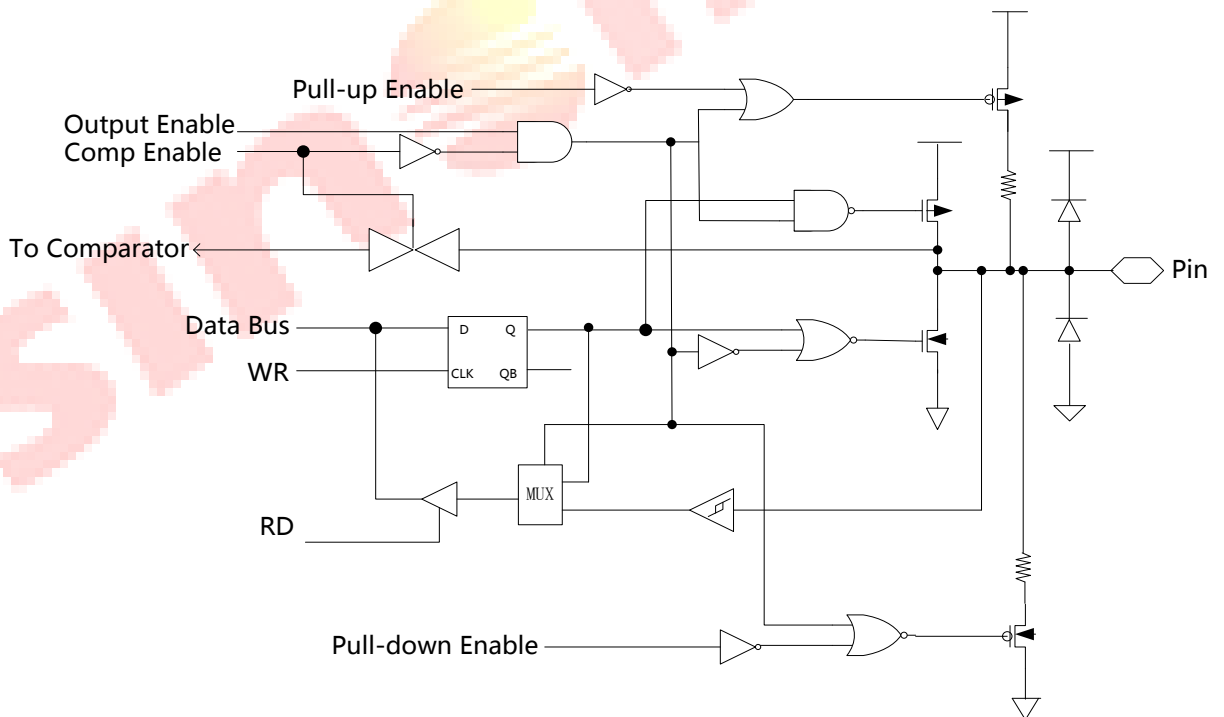 Pull-up Enable
Output Enable
Comp Enable
To Comparator
Pin
Data Bus
D Q
WR
CLK QB
MUX
RD
Pull-down Enable